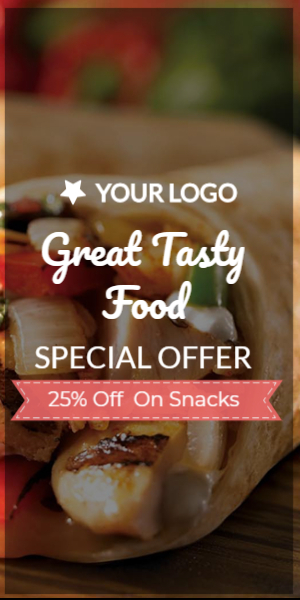 YOUR LOGO
Great Tasty
Food
SPECIAL OFFER
25% Off On Snacks